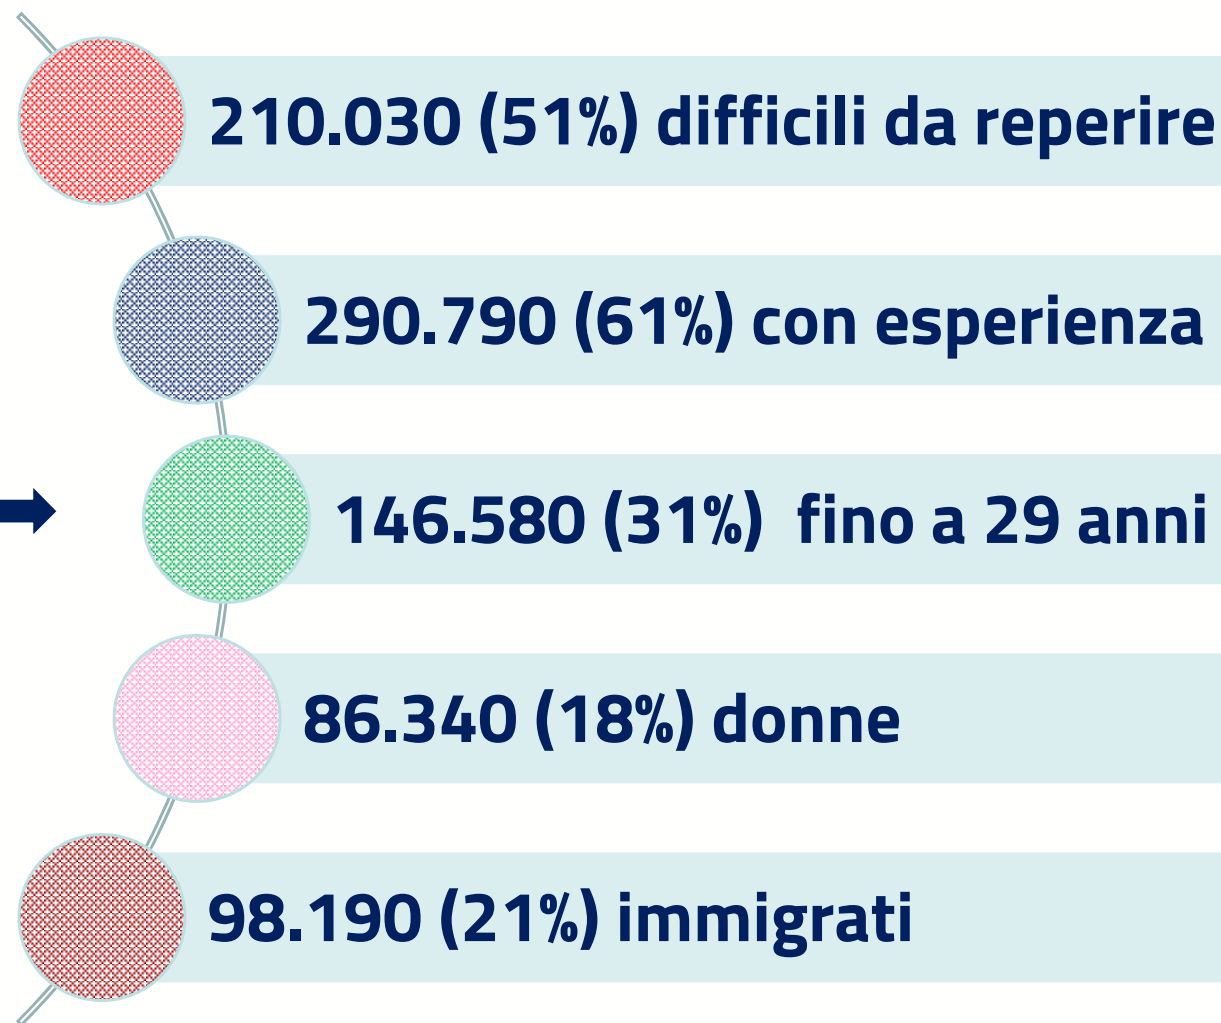 210.030 (51%) difficili da reperire
290.790 (61%) con esperienza
146.580 (31%) fino a 29 anni
86.340 (18%) donne
98.190 (21%) immigrati